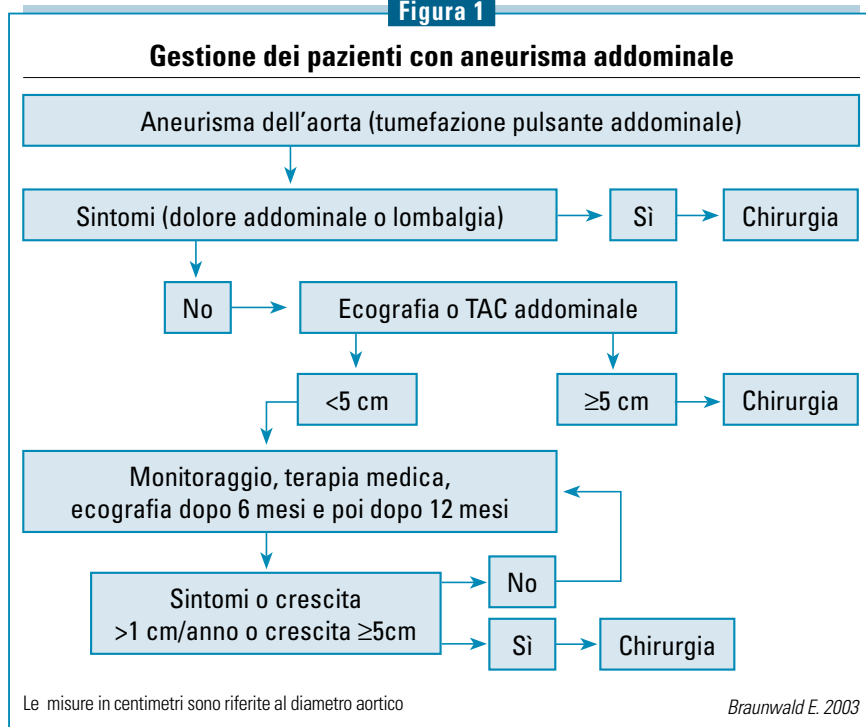 Figura 1
Gestione dei pazienti con aneurisma addominale
Aneurisma dell'aorta (tumefazione pulsante addominale)
Sintomi (dolore addominale o lombalgia)
Sì
Chirurgia
No
Ecografia o TAC addominale
<5 cm
≥5 cm
Chirurgia
Monitoraggio, terapia medica,
ecografia dopo 6 mesi e poi dopo 12 mesi
Sintomi o crescita
>1 cm/anno o crescita ≥5cm
No
Sì
Chirurgia
Le misure in centimetri sono riferite al diametro aortico
Braunwald E. 2003